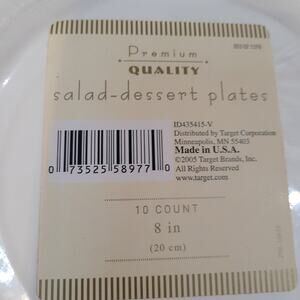 Premium
QUALITY
salad-dessert plates
ID435415-V
Distributed by Target Corporation
Minneapolis, MN 55403
Made in U.S.A.
©2005 Target Brands, Inc.
All Rights Reserved
www.target.com
0 73525 58977 0
10 COUNT
8 in
(20 cm)